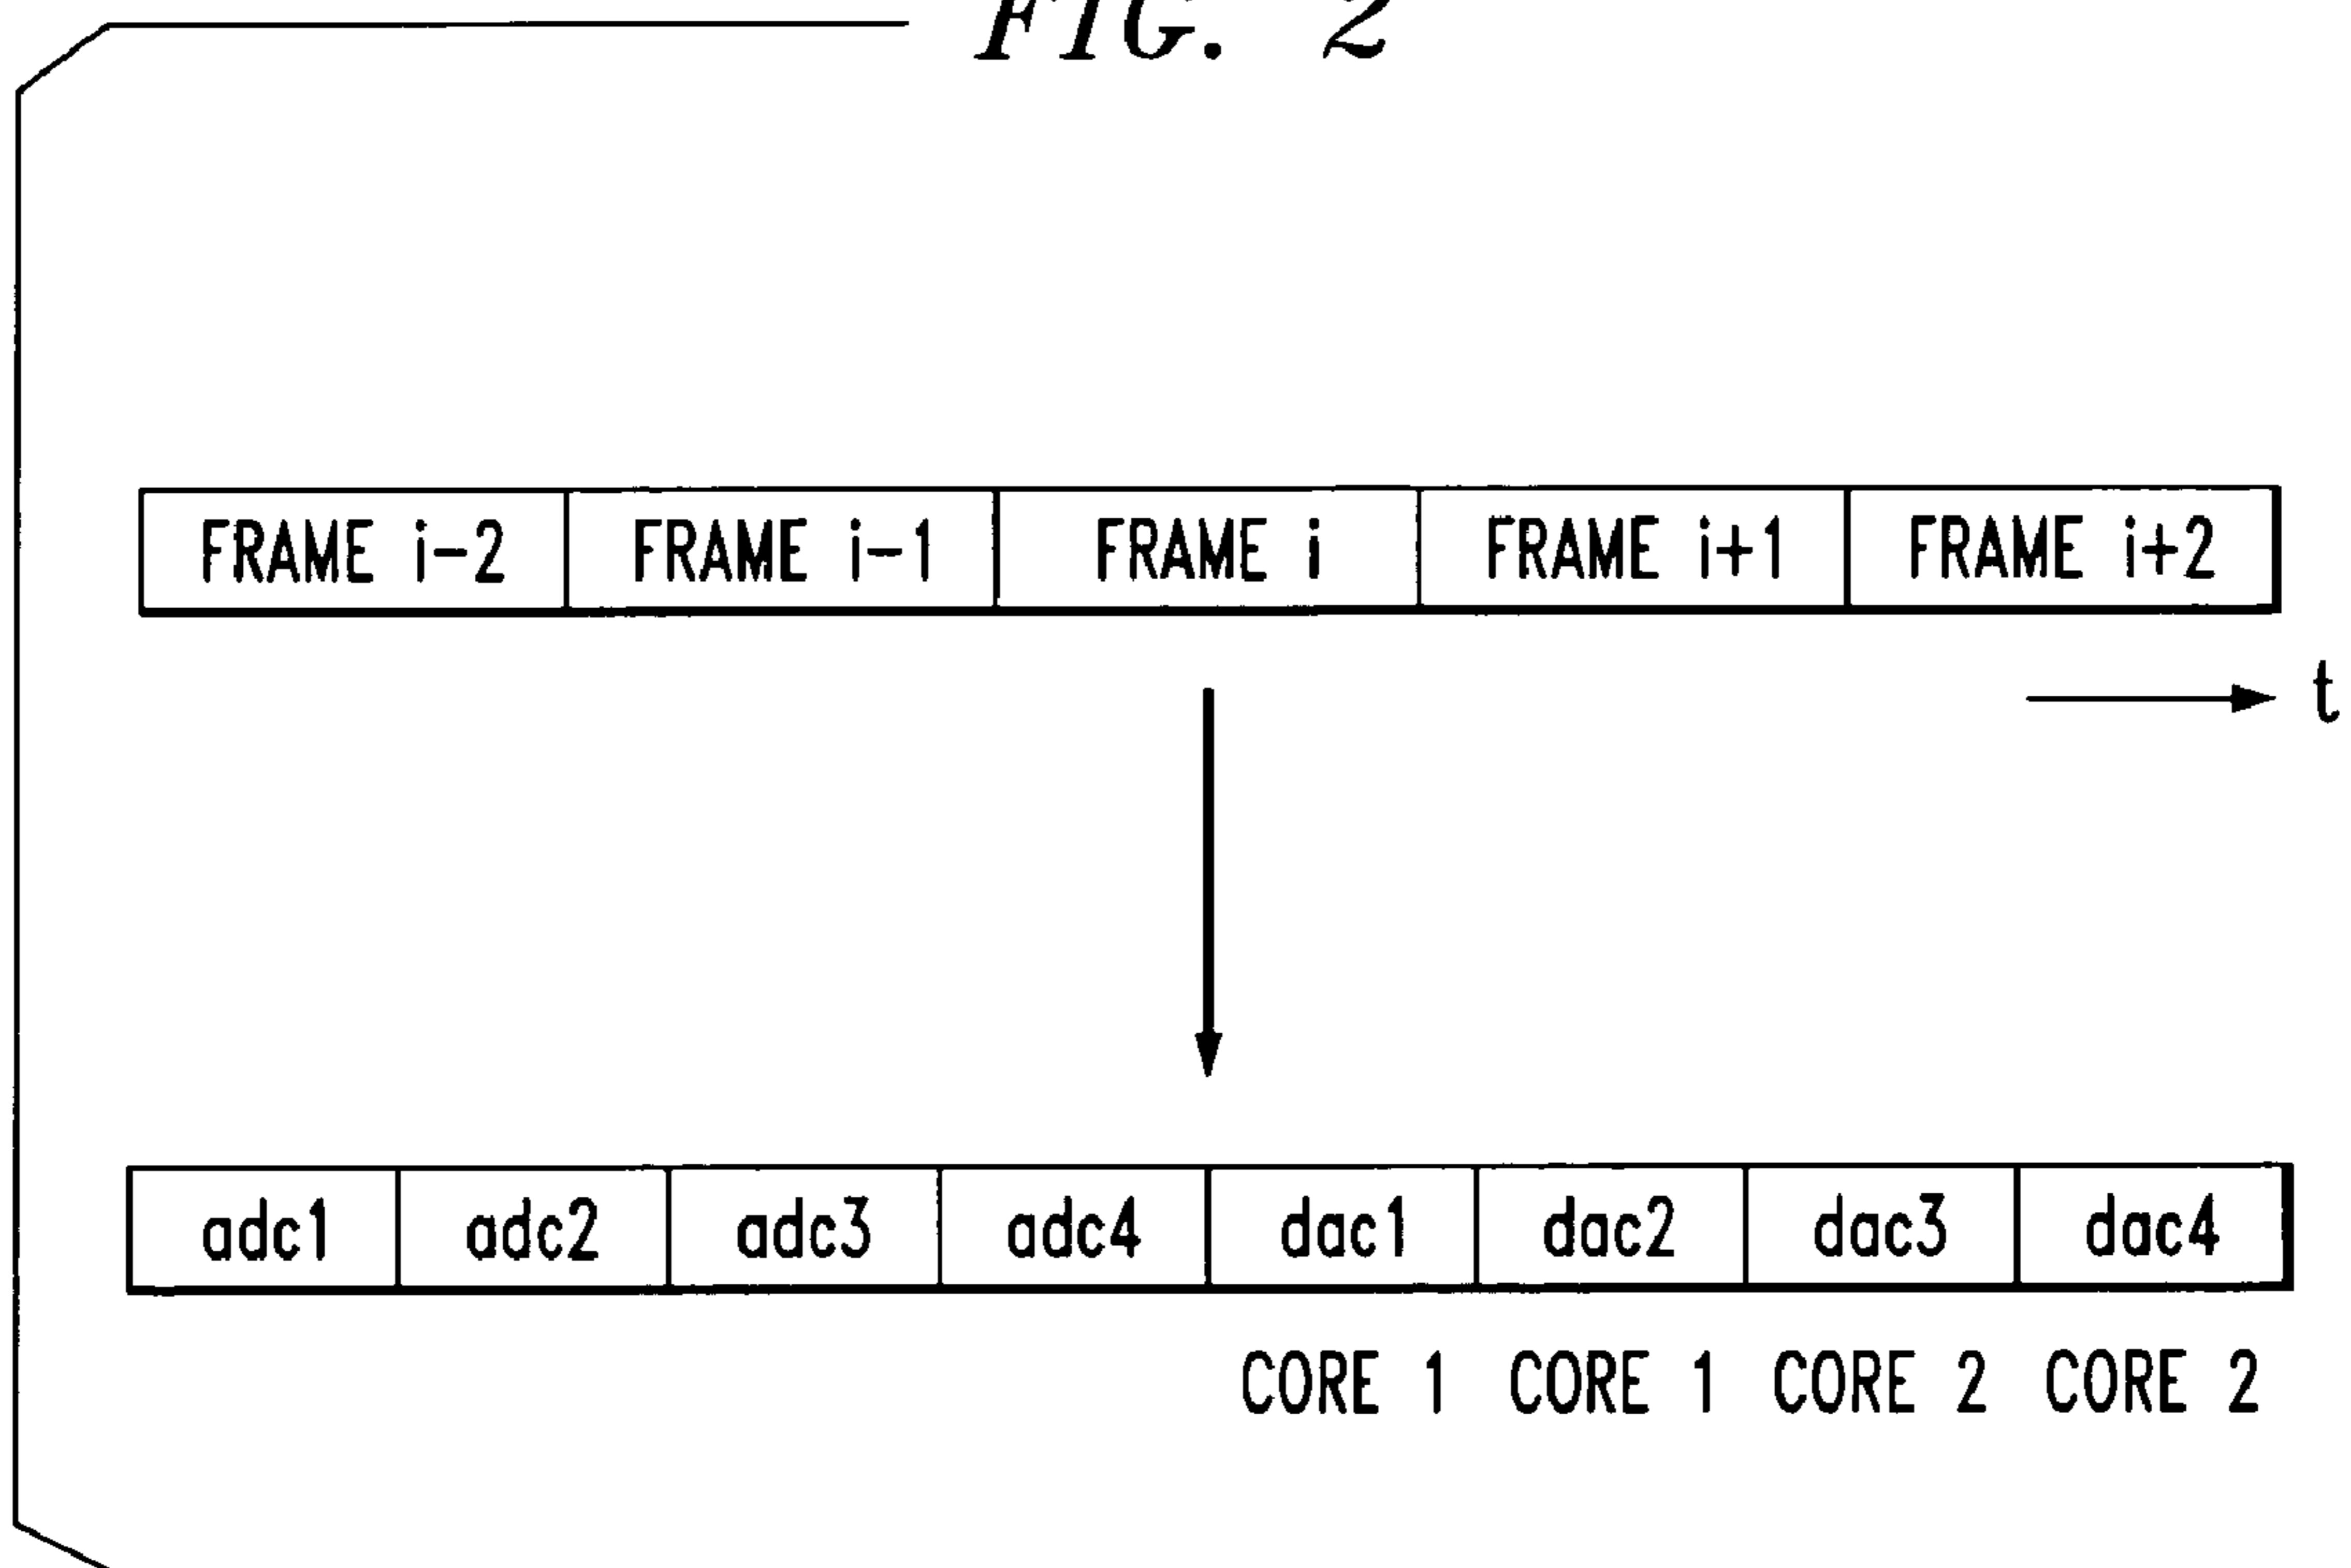 FIG. 2
FRAME i-2 FRAME i-1 FRAME i FRAME i+1 FRAME i+2
t
adc1 adc2 adc3 adc4 dac1 dac2 dac3 dac4
CORE 1 CORE 1 CORE 2 CORE 2